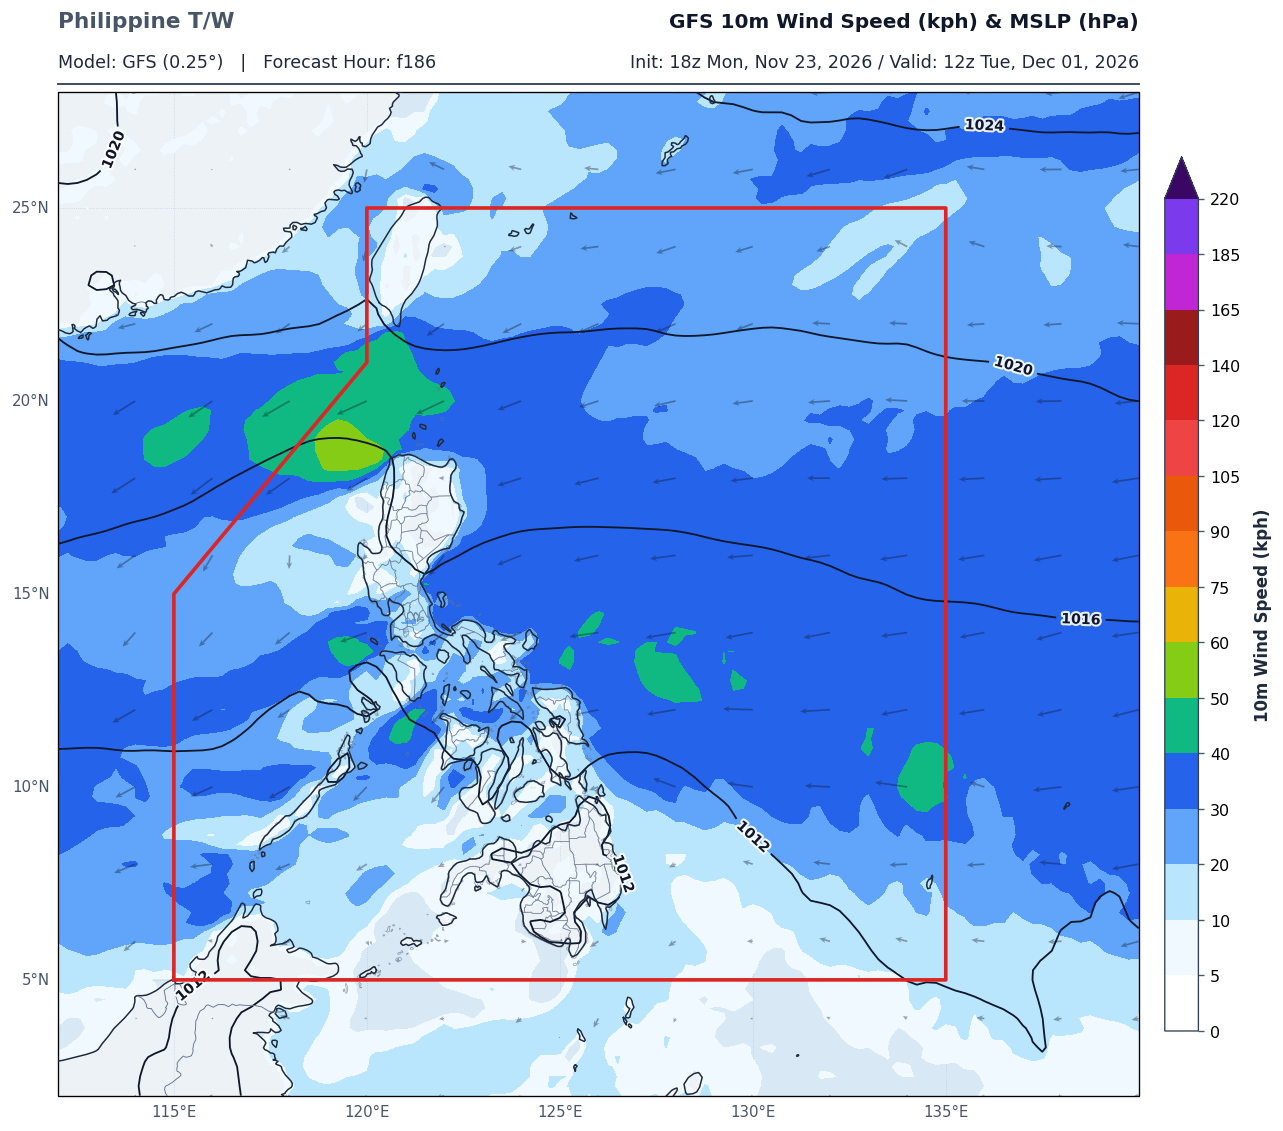 Philippine T/W
GFS 10m Wind Speed (kph) & MSLP (hPa)
Model: GFS (0.25°) | Forecast Hour: f186
Init: 18z Mon, Nov 23, 2026 / Valid: 12z Tue, Dec 01, 2026
1020
1024
25°N
1020
20°N
15°N
1016
10°N
1012
1012
5°N
1012
115°E
120°E
125°E
130°E
135°E
220
185
165
140
120
105
90
75
60
50
40
30
20
10
5
0
10m Wind Speed (kph)